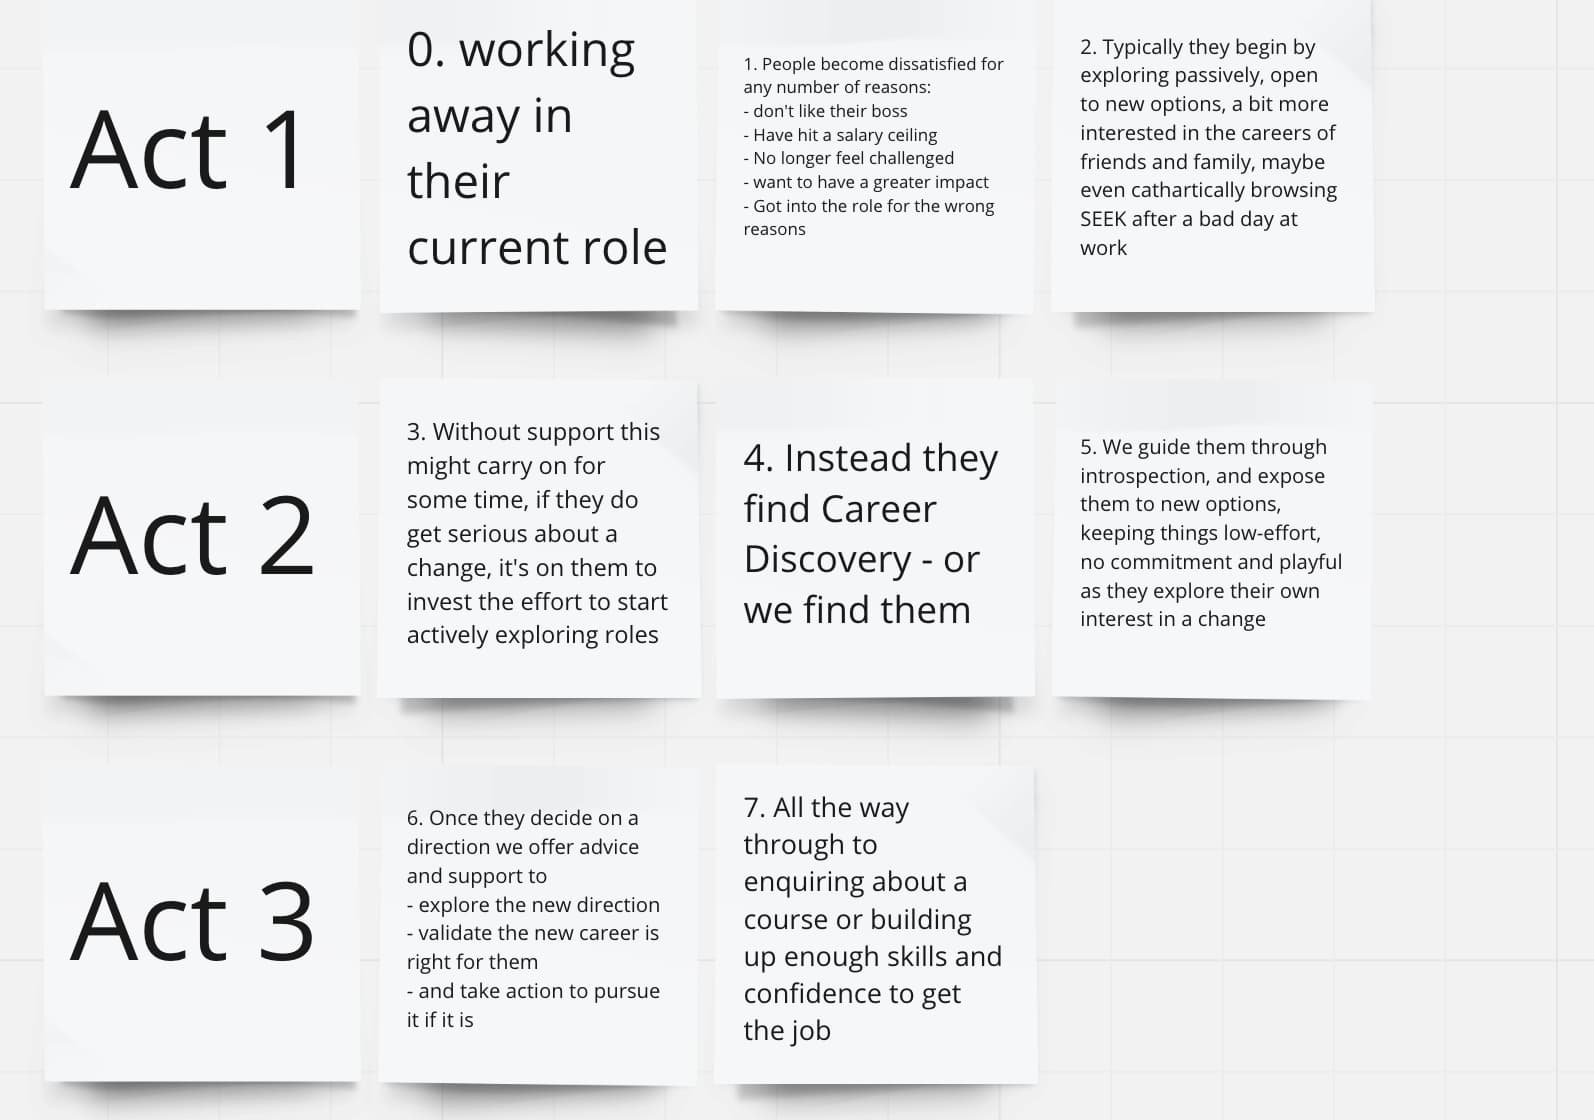 Act 1
0. working
away in
their
current role
1. People become dissatisfied for
any number of reasons:
- don't like their boss
- Have hit a salary ceiling
- No longer feel challenged
- want to have a greater impact
- Got into the role for the wrong
reasons
2. Typically they begin by
exploring passively, open
to new options, a bit more
interested in the careers of
friends and family, maybe
even cathartically browsing
SEEK after a bad day at
work
Act 2
3. Without support this
might carry on for
some time, if they do
get serious about a
change, it's on them to
invest the effort to start
actively exploring roles
4. Instead they
find Career
Discovery - or
we find them
5. We guide them through
introspection, and expose
them to new options,
keeping things low-effort,
no commitment and playful
as they explore their own
interest in a change
Act 3
6. Once they decide on a
direction we offer advice
and support to
- explore the new direction
- validate the new career is
right for them
- and take action to pursue
it if it is
7. All the way
through to
enquiring about a
course or building
up enough skills and
confidence to get
the job